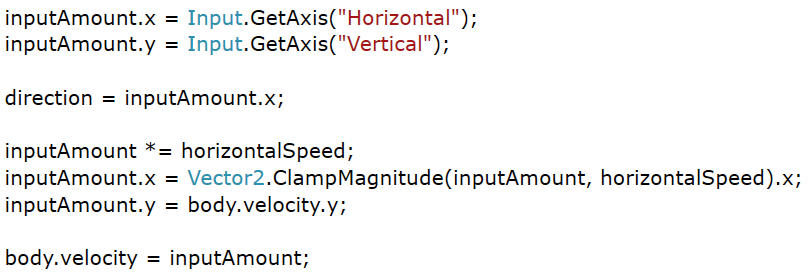 inputAmount.x = Input.GetAxis("Horizontal");
inputAmount.y = Input.GetAxis("Vertical");
direction = inputAmount.x;
inputAmount *= horizontalSpeed;
inputAmount.x = Vector2.ClampMagnitude(inputAmount, horizontalSpeed).x;
inputAmount.y = body.velocity.y;
body.velocity = inputAmount;